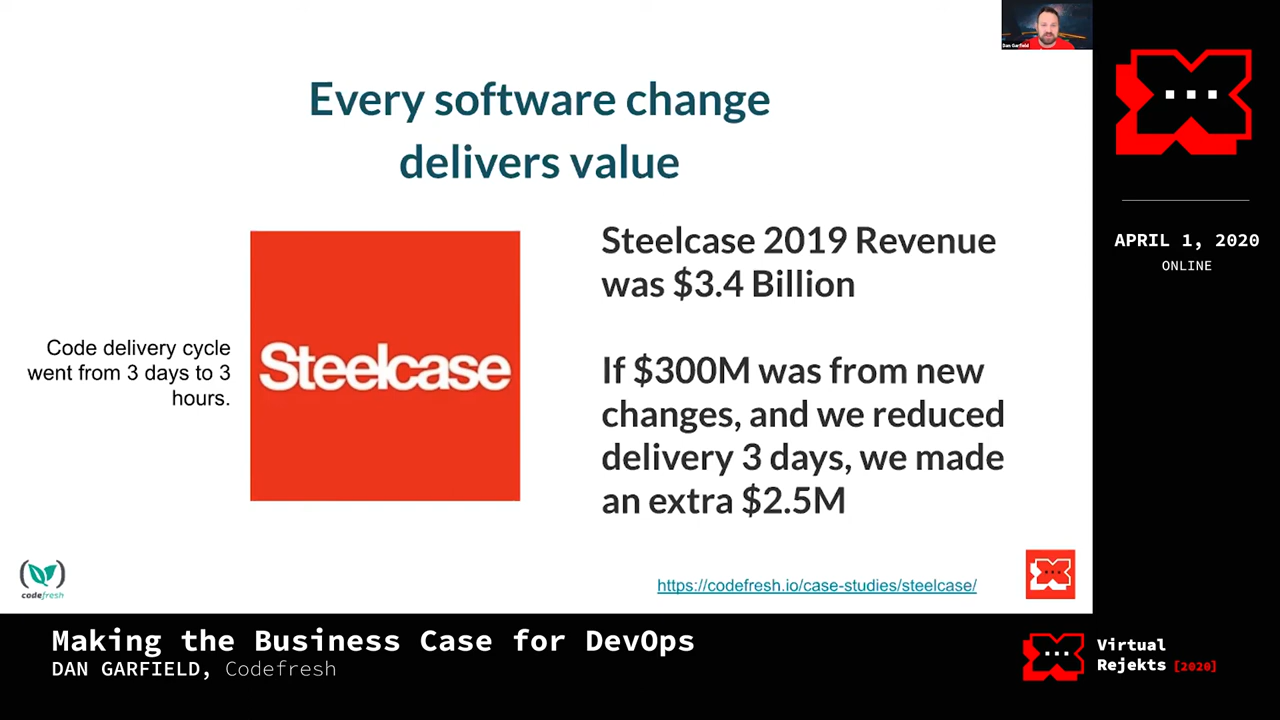 Dan Garfield
Every software change
delivers value
Code delivery cycle
went from 3 days to 3
hours.
Steelcase
Steelcase 2019 Revenue
was $3.4 Billion
If $300M was from new
changes, and we reduced
delivery 3 days, we made
an extra $2.5M
codefresh
https://codefresh.io/case-studies/steelcase/
APRIL 1, 2020
ONLINE
Making the Business Case for DevOps
DAN GARFIELD, Codefresh
Virtual
Rejekts [2020]